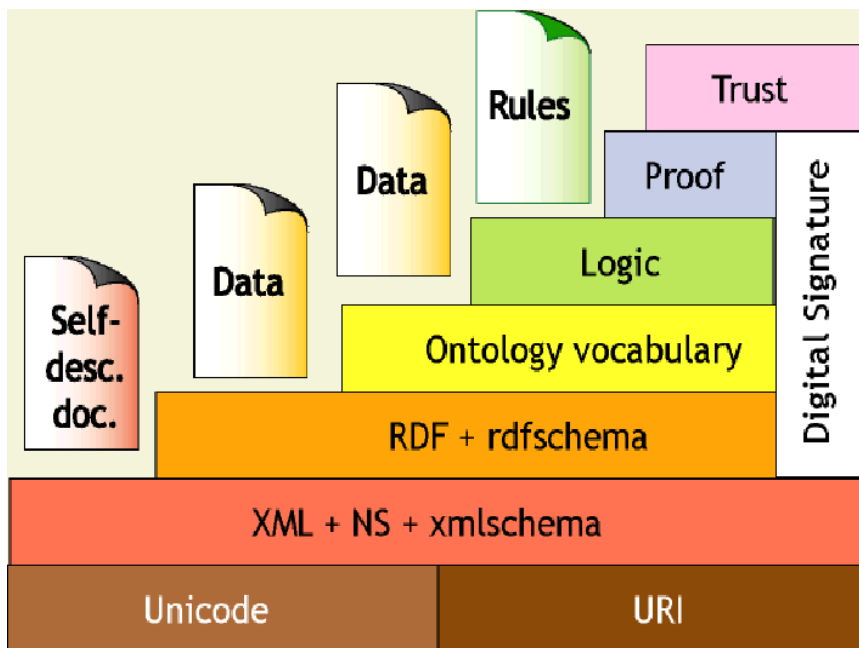 Trust
Rules
Proof
Data
Logic
Data
Digital Signature
Self-
desc.
doc.
Ontology vocabulary
RDF + rdfschema
XML + NS + xmlschema
Unicode
URI